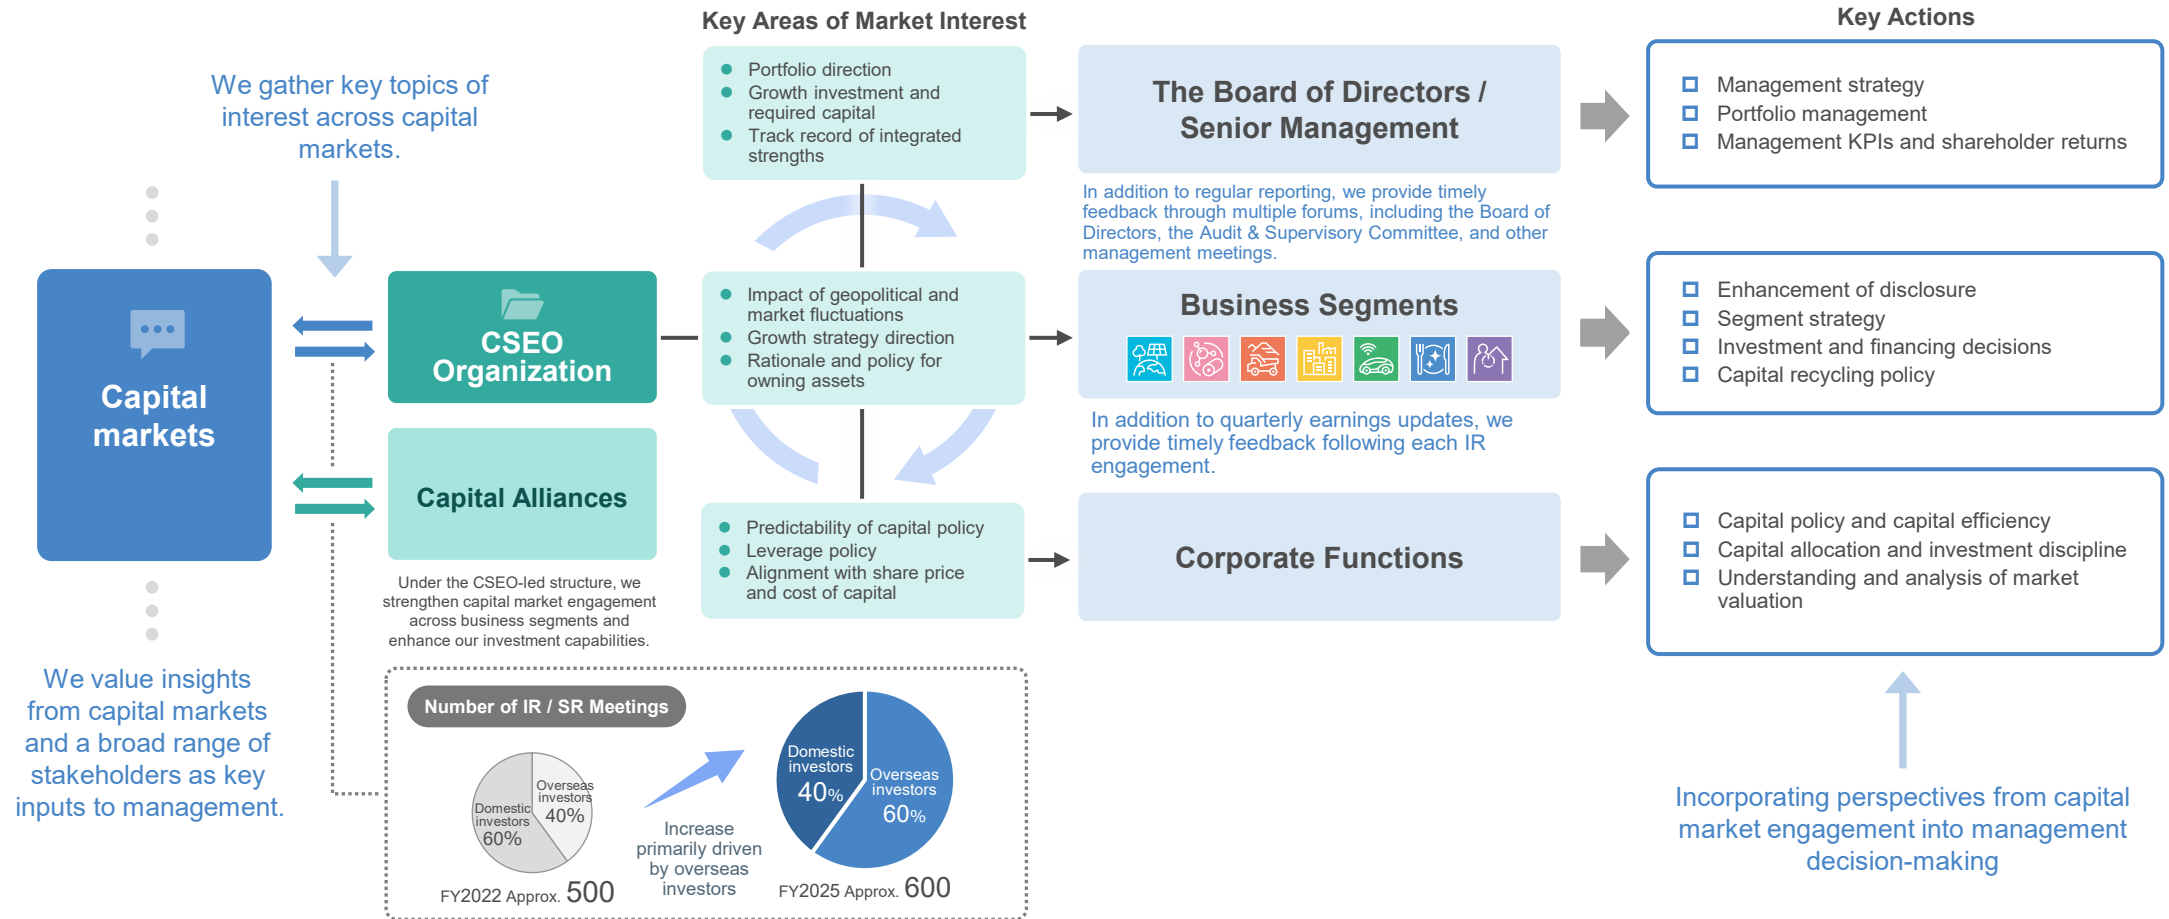 Key Areas of Market Interest
Key Actions
We gather key topics of
interest across capital
markets.
Capital
markets
We value insights
from capital markets
and a broad range of
stakeholders as key
inputs to management.
CSEO
Organization
Capital Alliances
Under the CSEO-led structure, we
strengthen capital market engagement
across business segments and
enhance our investment capabilities.
Portfolio direction
Growth investment and
required capital
Track record of integrated
strengths
Impact of geopolitical and
market fluctuations
Growth strategy direction
Rationale and policy for
owning assets
Predictability of capital policy
Leverage policy
Alignment with share price
and cost of capital
The Board of Directors /
Senior Management
In addition to regular reporting, we provide timely
feedback through multiple forums, including the Board of
Directors, the Audit & Supervisory Committee, and other
management meetings.
Business Segments
In addition to quarterly earnings updates, we
provide timely feedback following each IR
engagement.
Corporate Functions
Management strategy
Portfolio management
Management KPIs and shareholder returns
Enhancement of disclosure
Segment strategy
Investment and financing decisions
Capital recycling policy
Capital policy and capital efficiency
Capital allocation and investment discipline
Understanding and analysis of market
valuation
Incorporating perspectives from capital
market engagement into management
decision-making
Number of IR / SR Meetings
Domestic
investors
60%
Overseas
investors
40%
FY2022 Approx. 500
Increase
primarily driven
by overseas
investors
Domestic
investors
40%
Overseas
investors
60%
FY2025 Approx. 600